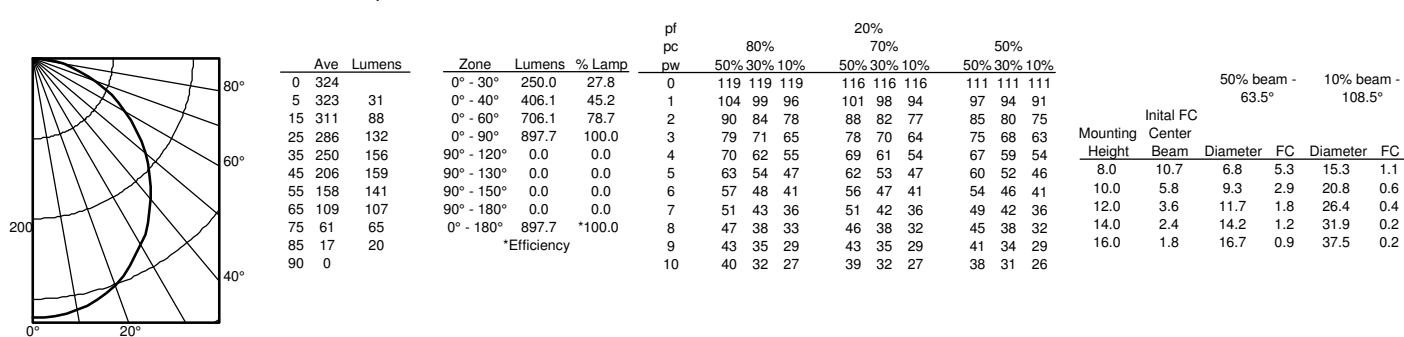 80°
60°
40°
200
0° 20°
Ave Lumens
0 324
5 323 31
15 311 88
25 286 132
35 250 156
45 206 159
55 158 141
65 109 107
75 61 65
85 17 20
90 0
Zone Lumens % Lamp
0° - 30° 250.0 27.8
0° - 40° 406.1 45.2
0° - 60° 706.1 78.7
0° - 90° 897.7 100.0
90° - 120° 0.0 0.0
90° - 130° 0.0 0.0
90° - 150° 0.0 0.0
90° - 180° 0.0 0.0
0° - 180° 897.7 *100.0
*Efficiency
pf 20%
pc 80% 70% 50%
pw 50% 30% 10% 50% 30% 10% 50% 30% 10%
0 119 119 119 116 116 116 111 111 111
1 104 99 96 101 98 94 97 94 91
2 90 84 78 88 82 77 85 80 75
3 79 71 65 78 70 64 75 68 63
4 70 62 55 69 61 54 67 59 54
5 63 54 47 62 53 47 60 52 46
6 57 48 41 56 47 41 54 46 41
7 51 43 36 51 42 36 49 42 36
8 47 38 33 46 38 32 45 38 32
9 43 35 29 43 35 29 41 34 29
10 40 32 27 39 32 27 38 31 26
50% beam - 10% beam -
63.5° 108.5°
Inital FC
Mounting Center
Height Beam Diameter FC Diameter FC
8.0 10.7 6.8 5.3 15.3 1.1
10.0 5.8 9.3 2.9 20.8 0.6
12.0 3.6 11.7 1.8 26.4 0.4
14.0 2.4 14.2 1.2 31.9 0.2
16.0 1.8 16.7 0.9 37.5 0.2